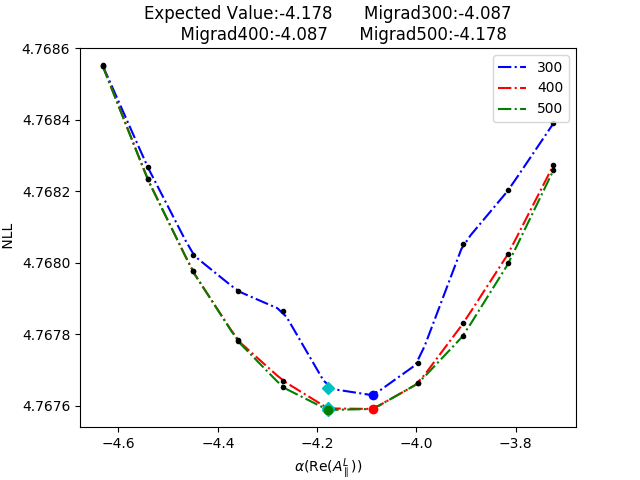 Expected Value:-4.178 Migrad300:-4.087
Migrad400:-4.087 Migrad500:-4.178
4.7686
4.7684
4.7682
4.7680
4.7678
4.7676
NLL
300
400
500
−4.6 −4.4 −4.2 −4.0 −3.8
α(Re(A^L_∥))